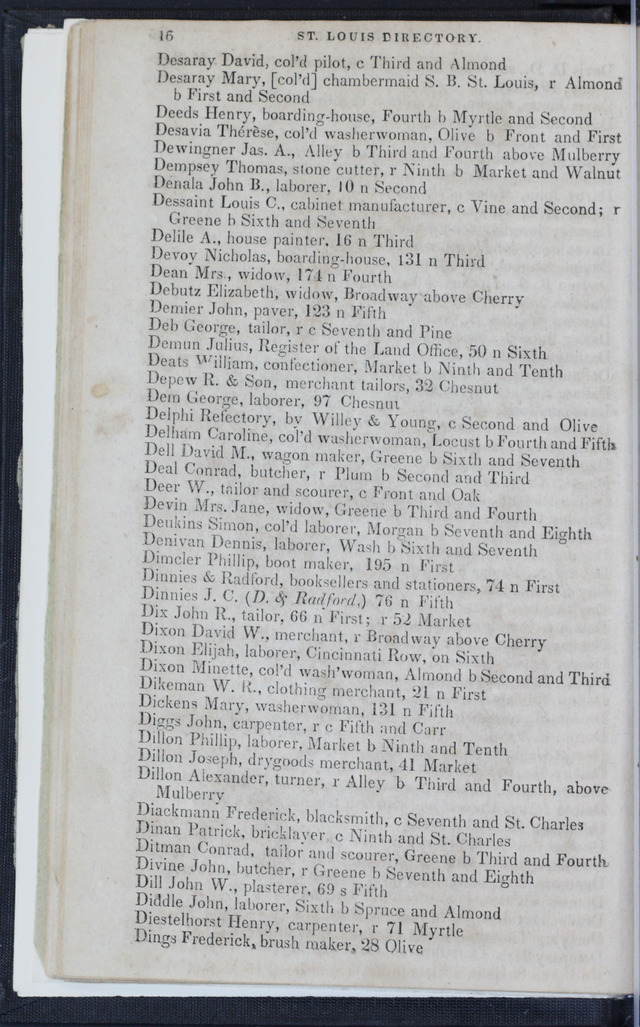 16 ST. LOUIS DIRECTORY.
Desaray David, col'd pilot, c Third and Almond
Desaray Mary, [col'd] chambermaid S. B. St. Louis, r Almond
b First and Second
Deeds Henry, boarding-house, Fourth b Myrtle and Second
Desavia Thérèse, col'd washerwoman, Olive b Front and First
Dewingner Jas. A., Alley b Third and Fourth above Mulberry
Dempsey Thomas, stone cutter, r Ninth b Market and Walnut
Denala John B., laborer, 10 n Second
Dessaint Louis C., cabinet manufacturer, c Vine and Second; r
Greene b Sixth and Seventh
Delile A., house painter, 16 n Third
Devoy Nicholas, boarding-house, 131 n Third
Dean Mrs., widow, 174 n Fourth
Debutz Elizabeth, widow, Broadway above Cherry
Demier John, paver, 123 n Fifth
Deb George, tailor, r c Seventh and Pine
Demun Julius, Register of the Land Office, 50 n Sixth
Deats William, confectioner, Market b Ninth and Tenth
Depew R. & Son, merchant tailors, 32 Chesnut
Dem George, laborer, 97 Chesnut
Delphi Refectory, by Willey & Young, c Second and Olive
Delham Caroline, col'd washerwoman, Locust b Fourth and Fifth
Dell David M., wagon maker, Greene b Sixth and Seventh
Deal Conrad, butcher, r Plum b Second and Third
Deer W., tailor and scourer, c Front and Oak
Devin Mrs. Jane, widow, Greene b Third and Fourth
Deukins Simon, col'd laborer, Morgan b Seventh and Eighth
Denivan Dennis, laborer, Wash b Sixth and Seventh
Dimcler Phillip, boot maker, 195 n First
Dinnies & Radford, booksellers and stationers, 74 n First
Dinnies J. C. (D. & Radford,) 76 n Fifth
Dix John R., tailor, 66 n First; r 52 Market
Dixon David W., merchant, r Broadway above Cherry
Dixon Elijah, laborer, Cincinnati Row, on Sixth
Dixon Minette, col'd wash'woman, Almond b Second and Third
Dikeman W. R., clothing merchant, 21 n First
Dickens Mary, washerwoman, 131 n Fifth
Diggs John, carpenter, r c Fifth and Carr
Dillon Phillip, laborer, Market b Ninth and Tenth
Dillon Joseph, drygoods merchant, 41 Market
Dillon Alexander, turner, r Alley b Third and Fourth, above
Mulberry
Diackmann Frederick, blacksmith, c Seventh and St. Charles
Dinan Patrick, bricklayer, c Ninth and St. Charles
Ditman Conrad, tailor and scourer, Greene b Third and Fourth
Divine John, butcher, r Greene b Seventh and Eighth
Dill John W., plasterer, 69 s Fifth
Diddle John, laborer, Sixth b Spruce and Almond
Diestelhorst Henry, carpenter, r 71 Myrtle
Dings Frederick, brush maker, 28 Olive